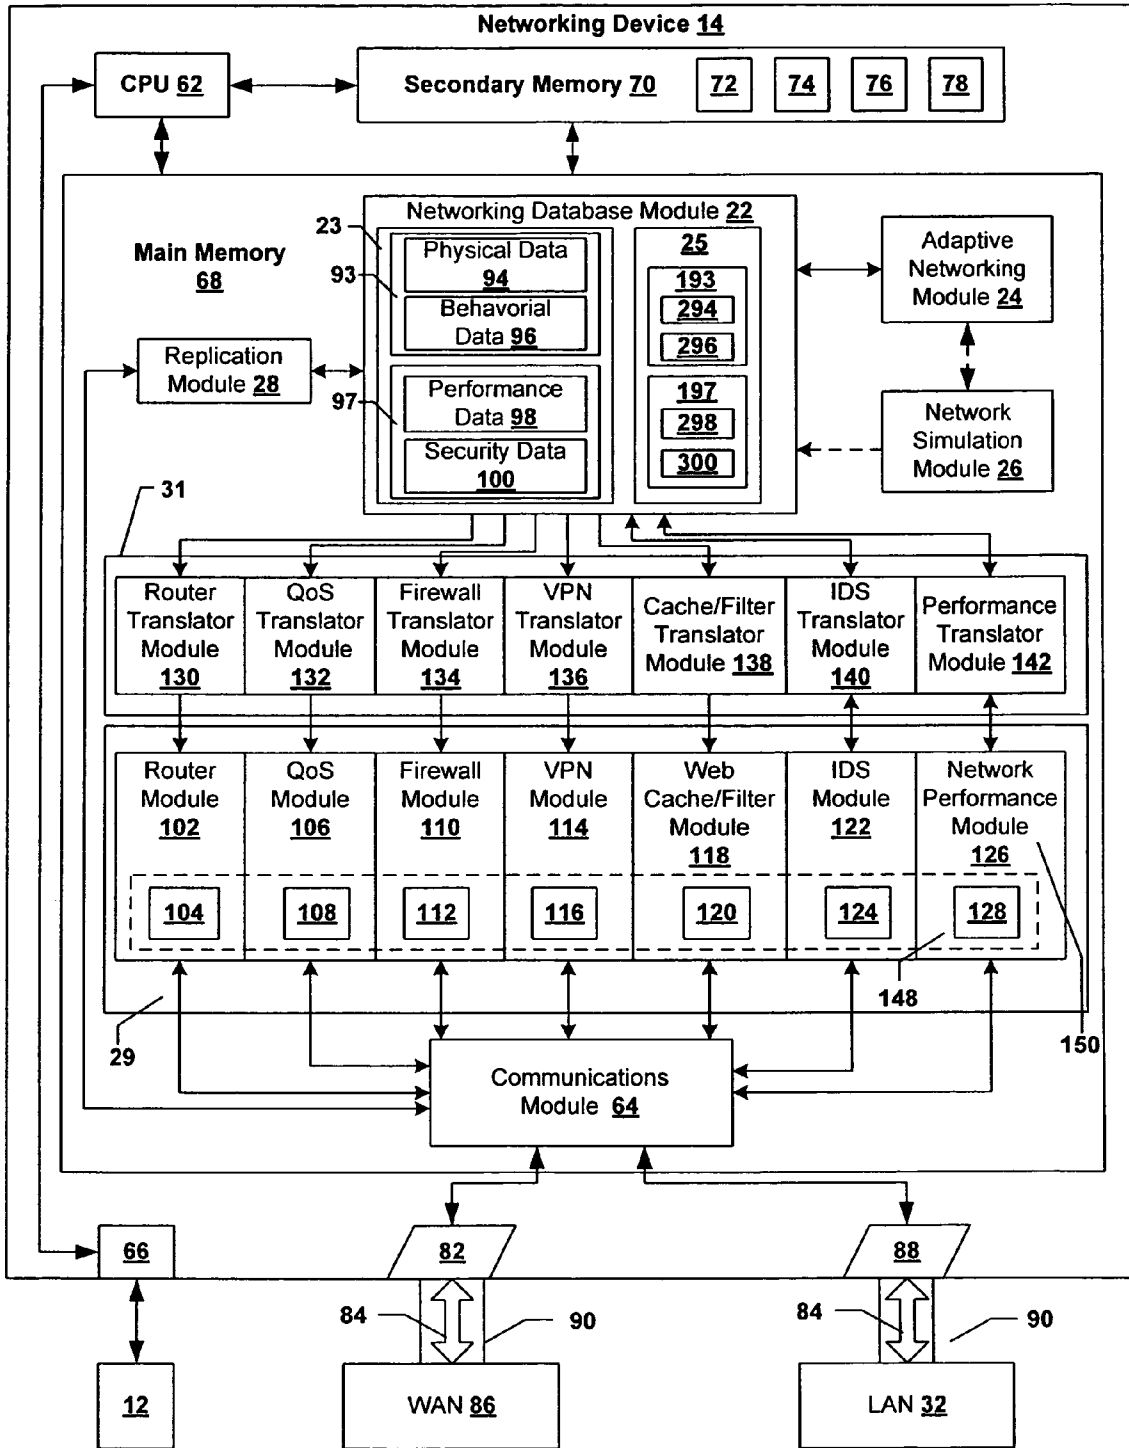 Networking Device 14
CPU 62
Secondary Memory 70
72
74
76
78
Main Memory
68
Networking Database Module 22
23
93
Physical Data
94
Behavorial
Data 96
97
Performance
Data 98
Security Data
100
25
193
294
296
197
298
300
Adaptive
Networking
Module 24
Network
Simulation
Module 26
Replication
Module 28
31
Router
Translator
Module
130
QoS
Translator
Module
132
Firewall
Translator
Module
134
VPN
Translator
Module
136
Cache/Filter
Translator
Module 138
IDS
Translator
Module
140
Performance
Translator
Module 142
Router
Module
102
QoS
Module
106
Firewall
Module
110
VPN
Module
114
Web
Cache/Filter
Module
118
IDS
Module
122
Network
Performance
Module
126
104
108
112
116
120
124
128
148
150
29
Communications
Module 64
66
82
88
84
90
84
90
12
WAN 86
LAN 32